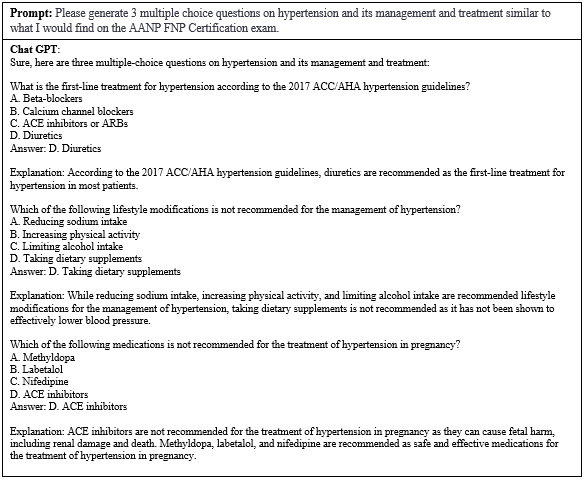 Prompt: Please generate 3 multiple choice questions on hypertension and its management and treatment similar to
what I would find on the AANP FNP Certification exam.
Chat GPT:
Sure, here are three multiple-choice questions on hypertension and its management and treatment:
What is the first-line treatment for hypertension according to the 2017 ACC/AHA hypertension guidelines?
A. Beta-blockers
B. Calcium channel blockers
C. ACE inhibitors or ARBs
D. Diuretics
Answer: D. Diuretics
Explanation: According to the 2017 ACC/AHA hypertension guidelines, diuretics are recommended as the first-line treatment for
hypertension in most patients.
Which of the following lifestyle modifications is not recommended for the management of hypertension?
A. Reducing sodium intake
B. Increasing physical activity
C. Limiting alcohol intake
D. Taking dietary supplements
Answer: D. Taking dietary supplements
Explanation: While reducing sodium intake, increasing physical activity, and limiting alcohol intake are recommended lifestyle
modifications for the management of hypertension, taking dietary supplements is not recommended as it has not been shown to
effectively lower blood pressure.
Which of the following medications is not recommended for the treatment of hypertension in pregnancy?
A. Methyldopa
B. Labetalol
C. Nifedipine
D. ACE inhibitors
Answer: D. ACE inhibitors
Explanation: ACE inhibitors are not recommended for the treatment of hypertension in pregnancy as they can cause fetal harm,
including renal damage and death. Methyldopa, labetalol, and nifedipine are recommended as safe and effective medications for
the treatment of hypertension in pregnancy.